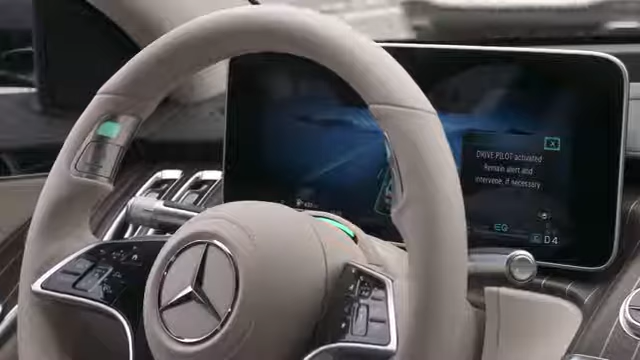 X
DRIVE PILOT activated
Remain alert and
intervene, if necessary.
EQ
C D4